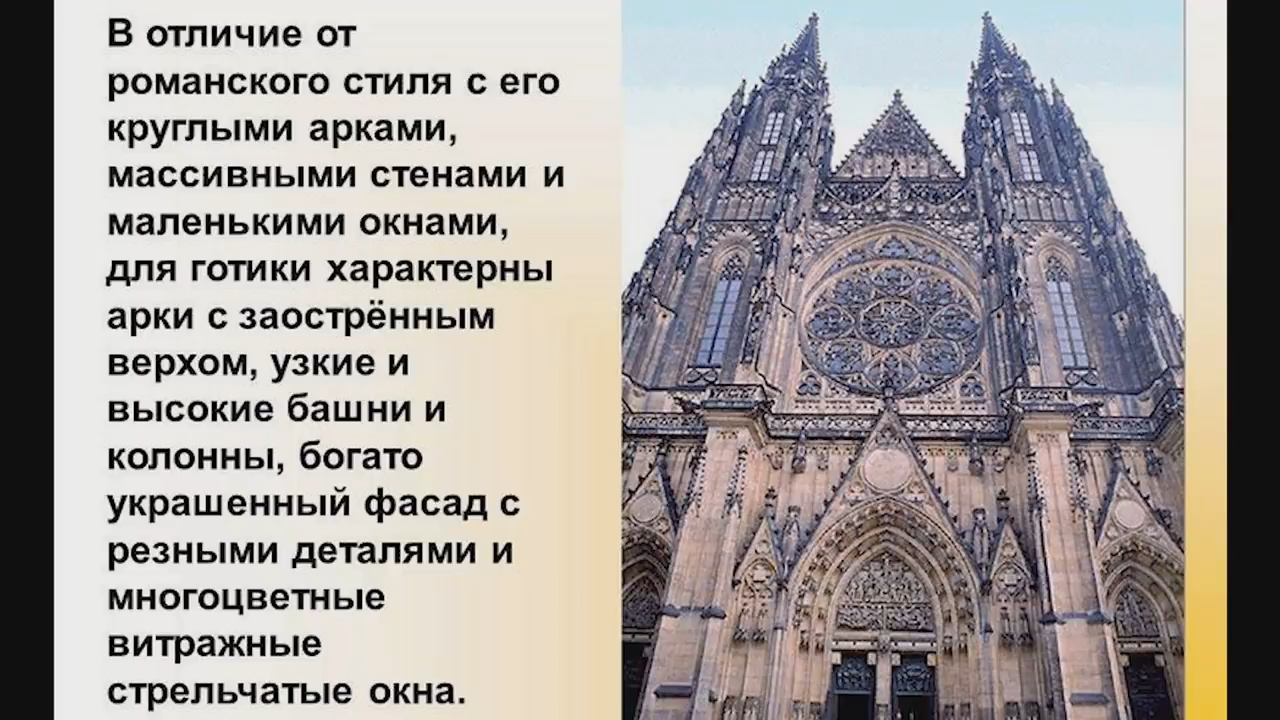 В отличие от
романского стиля с его
круглыми арками,
массивными стенами и
маленькими окнами,
для готики характерны
арки с заострённым
верхом, узкие и
высокие башни и
колонны, богато
украшенный фасад с
резными деталями и
многоцветные
витражные
стрельчатые окна.